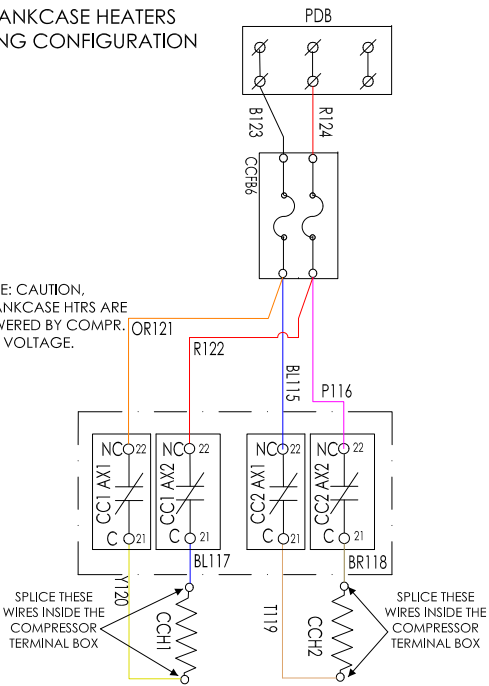 ANKCASE HEATERS
NG CONFIGURATION
PDB
B123
R124
CCFB6
E: CAUTION,
ANKCASE HTRS ARE
WERED BY COMPR.
VOLTAGE.
OR121
R122
BL115
P116
NC 22
NC 22
NC 22
NC 22
CC1 AX1
CC1 AX2
CC2 AX1
CC2 AX2
C 21
C 21
C 21
C 21
Y120
BL117
T119
BR118
SPLICE THESE
WIRES INSIDE THE
COMPRESSOR
TERMINAL BOX
CCH1
CCH2
SPLICE THESE
WIRES INSIDE THE
COMPRESSOR
TERMINAL BOX